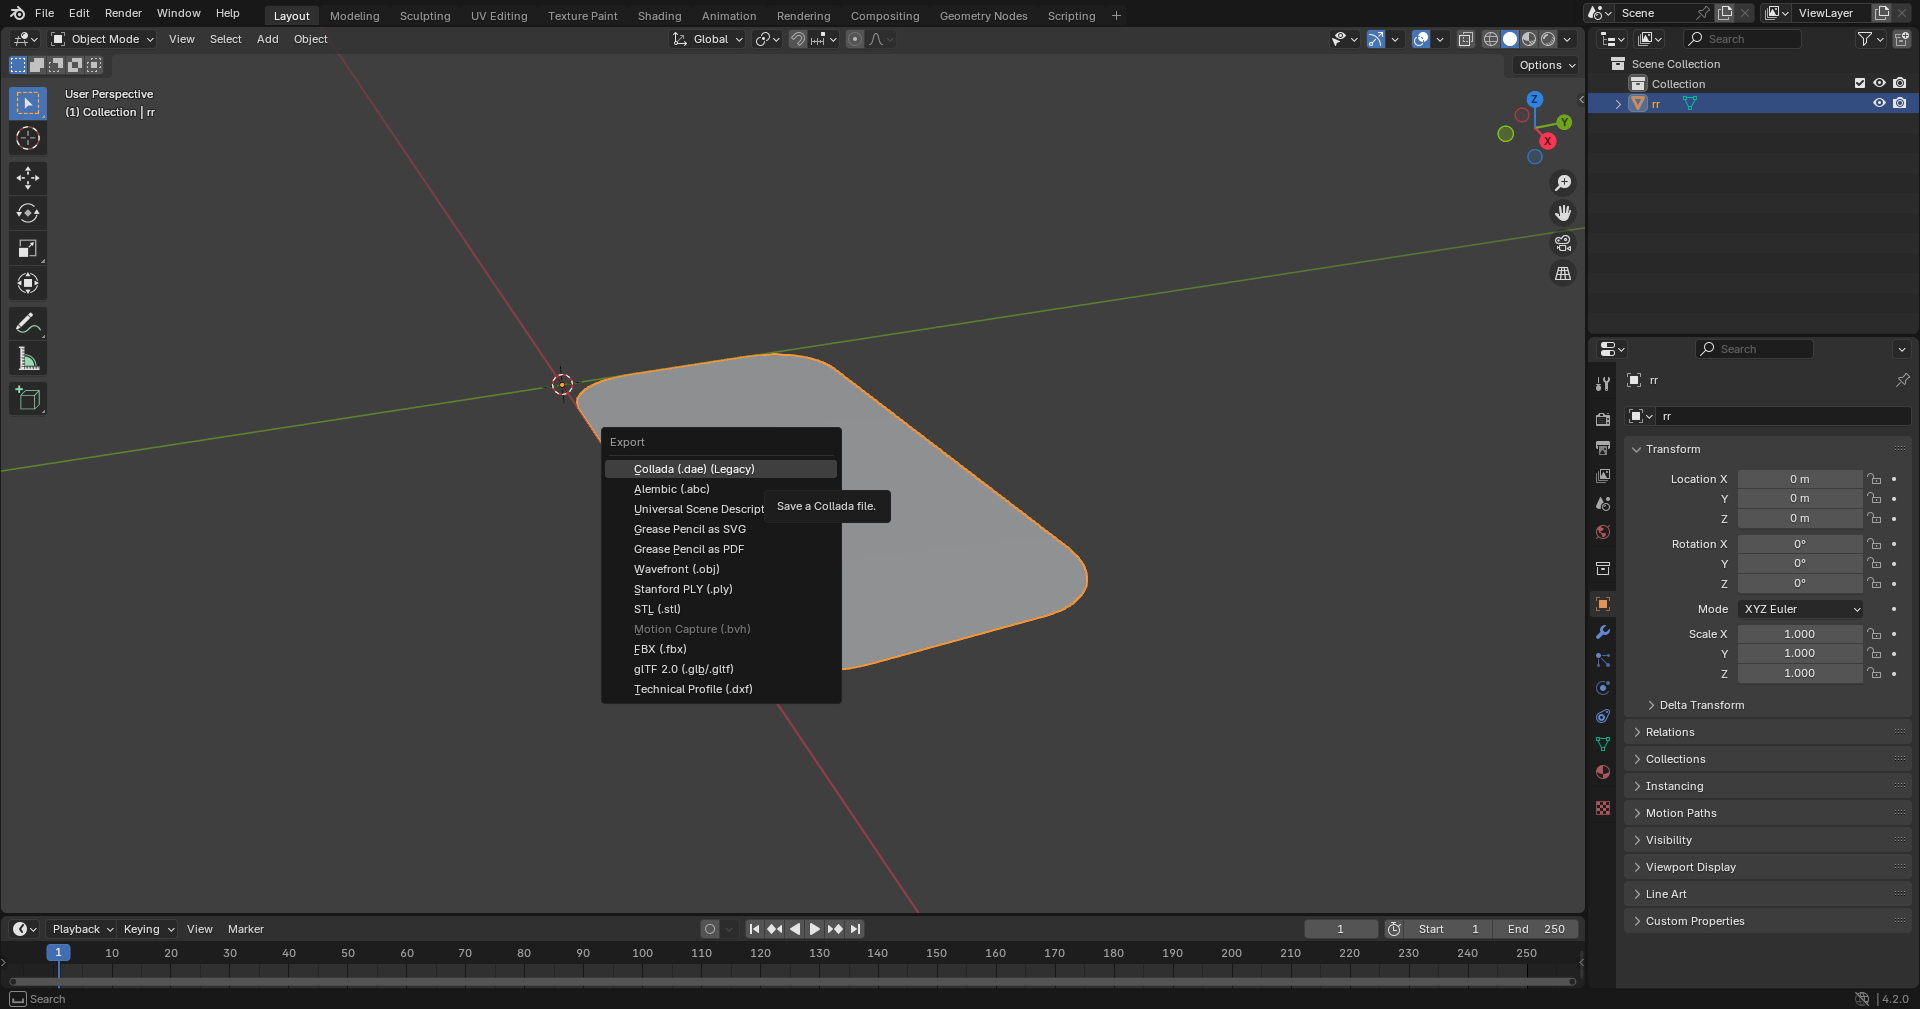 File Edit Render Window Help
Layout Modeling Sculpting UV Editing Texture Paint Shading Animation Rendering Compositing Geometry Nodes Scripting +
Scene ViewLayer
Object Mode View Select Add Object
Global
Search
Options
User Perspective
(1) Collection | rr
Z
Y
X
Scene Collection
Collection
rr
Export
Collada (.dae) (Legacy)
Alembic (.abc)
Universal Scene Descript
Save a Collada file.
Grease Pencil as SVG
Grease Pencil as PDF
Wavefront (.obj)
Stanford PLY (.ply)
STL (.stl)
Motion Capture (.bvh)
FBX (.fbx)
glTF 2.0 (.glb/.gltf)
Technical Profile (.dxf)
Search
rr
rr
Transform
Location X 0 m
Y 0 m
Z 0 m
Rotation X 0°
Y 0°
Z 0°
Mode XYZ Euler
Scale X 1.000
Y 1.000
Z 1.000
Delta Transform
Relations
Collections
Instancing
Motion Paths
Visibility
Viewport Display
Line Art
Custom Properties
Playback Keying View Marker
1 Start 1 End 250
1 10 20 30 40 50 60 70 80 90 100 110 120 130 140 150 160 170 180 190 200 210 220 230 240 250
Search
4.2.0